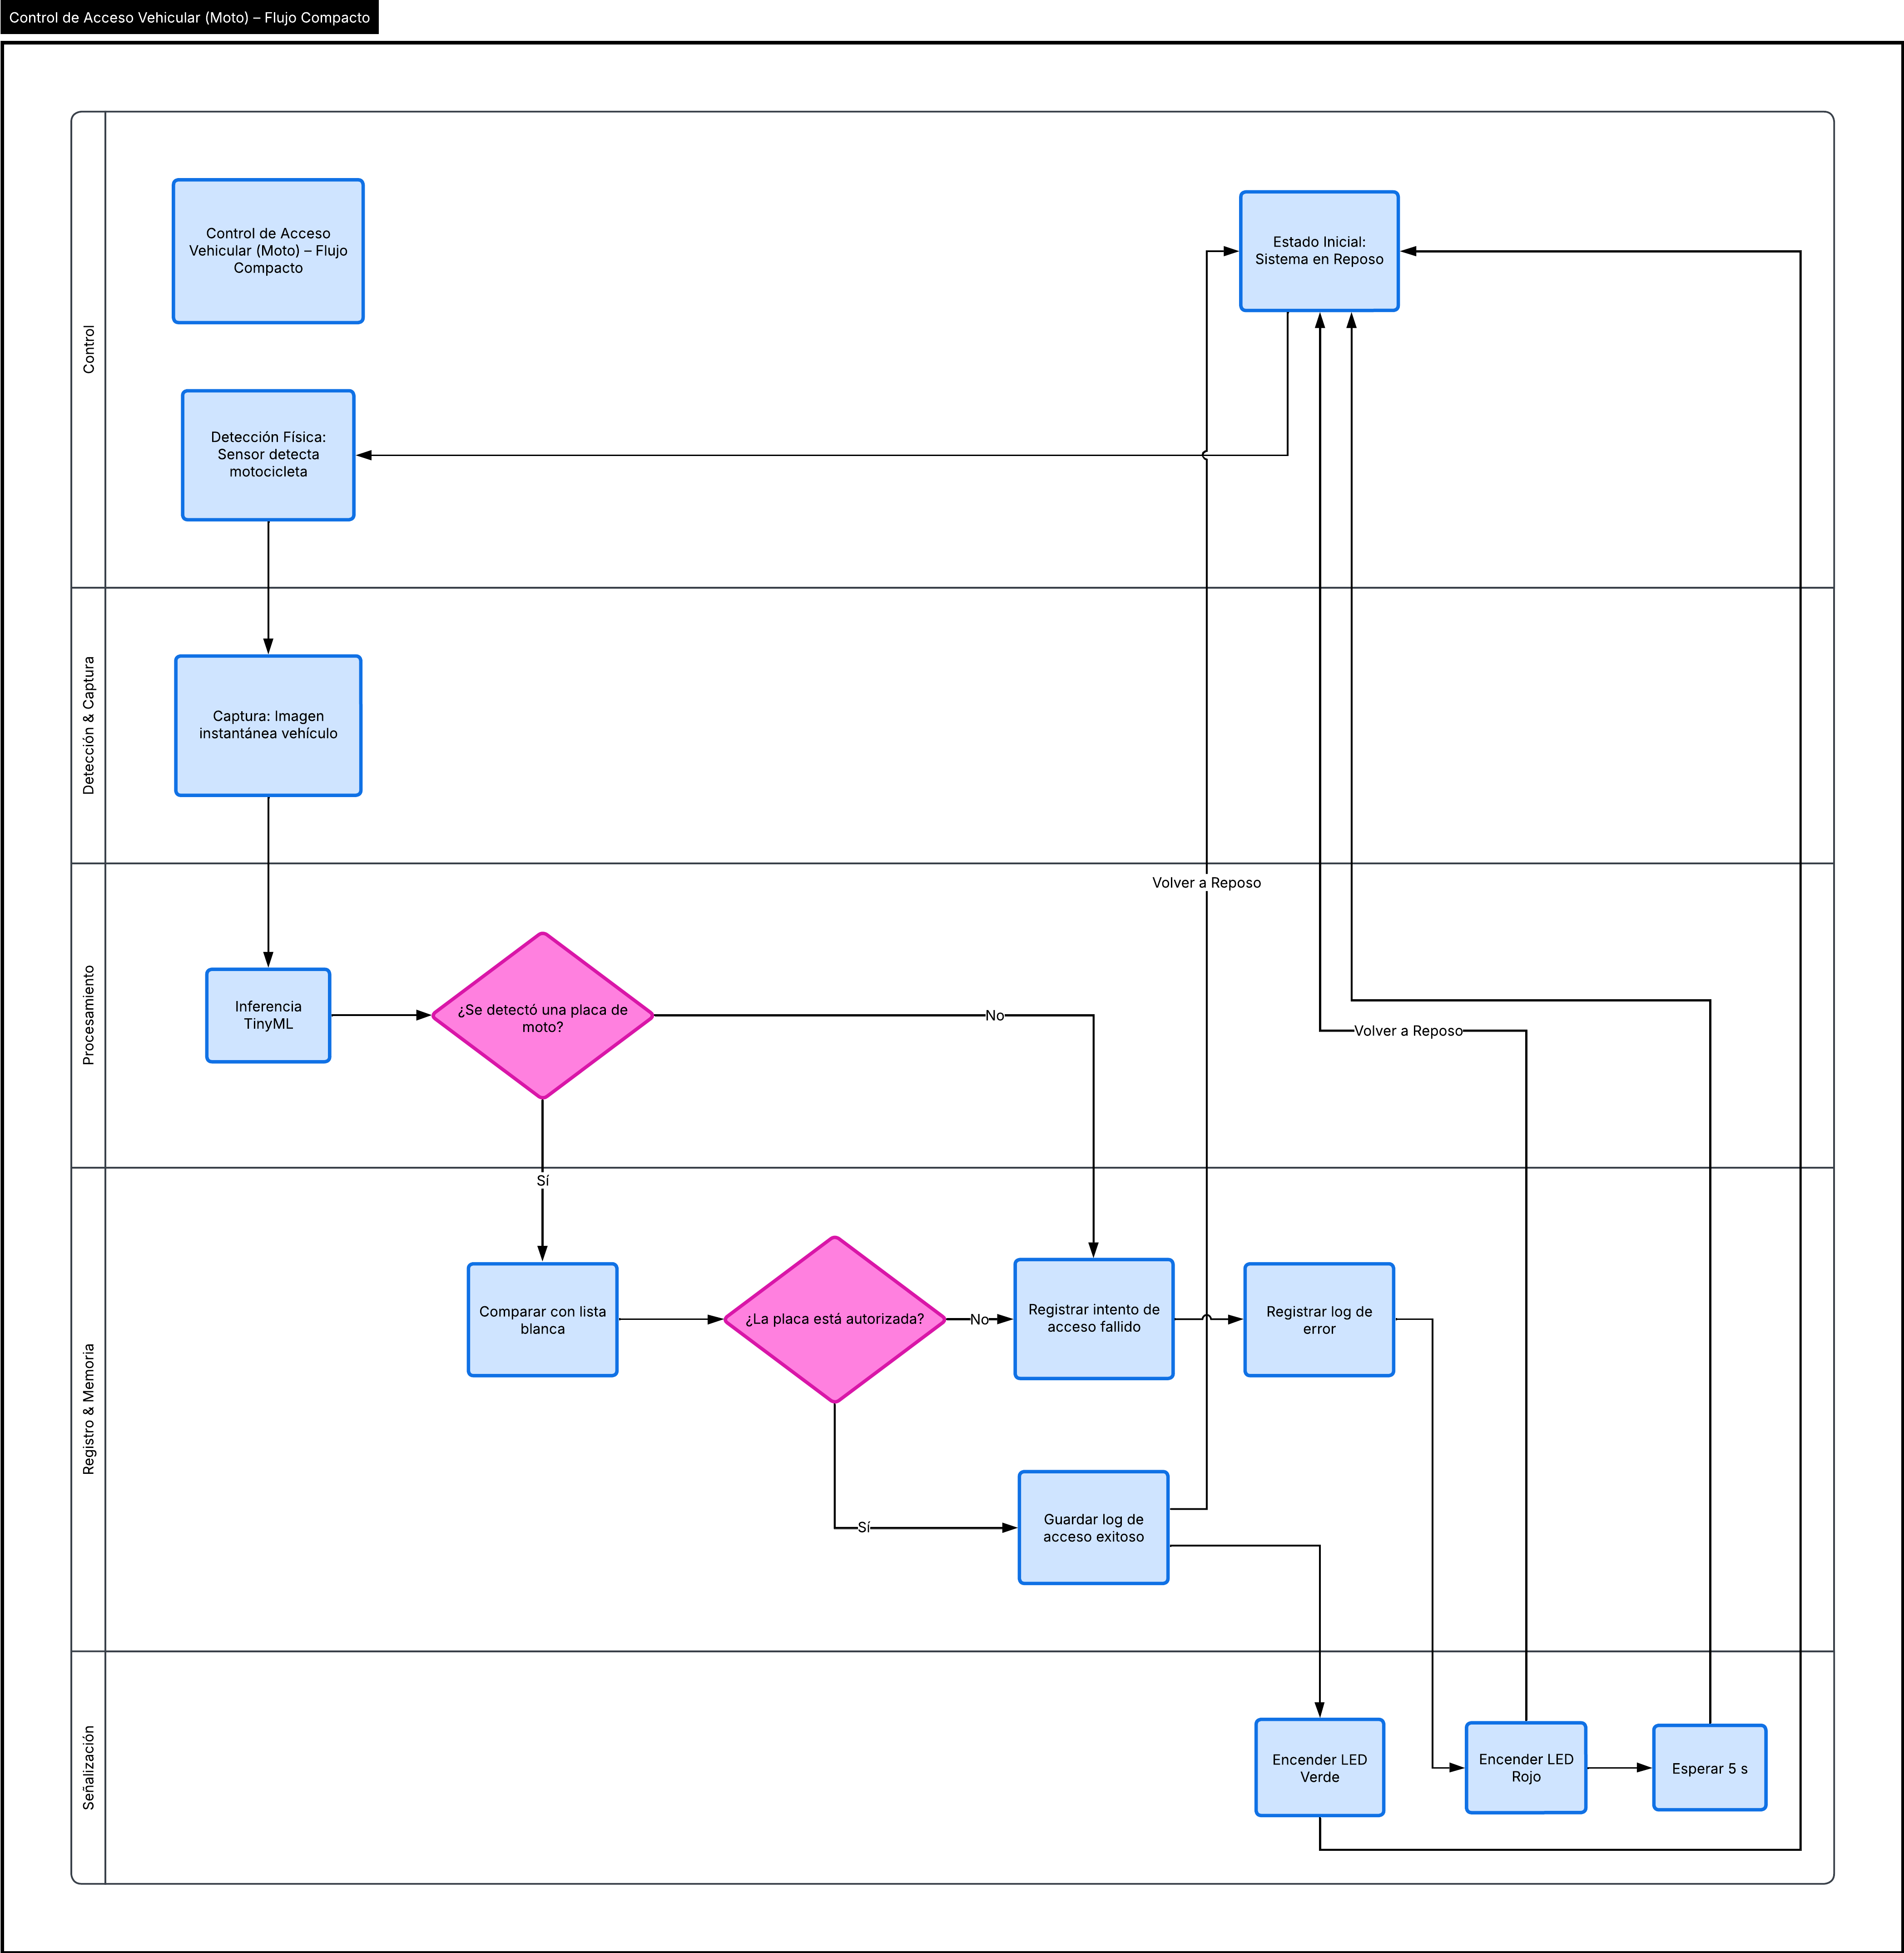 Control de Acceso Vehicular (Moto) – Flujo Compacto
Control
Control de Acceso
Vehicular (Moto) – Flujo
Compacto
Estado Inicial:
Sistema en Reposo
Detección Física:
Sensor detecta
motocicleta
Detección & Captura
Captura: Imagen
instantánea vehículo
Procesamiento
Volver a Reposo
Inferencia
TinyML
¿Se detectó una placa de
moto?
No
Volver a Reposo
Sí
Registro & Memoria
Comparar con lista
blanca
¿La placa está autorizada?
No
Registrar intento de
acceso fallido
Registrar log de
error
Sí
Guardar log de
acceso exitoso
Señalización
Encender LED
Verde
Encender LED
Rojo
Esperar 5 s